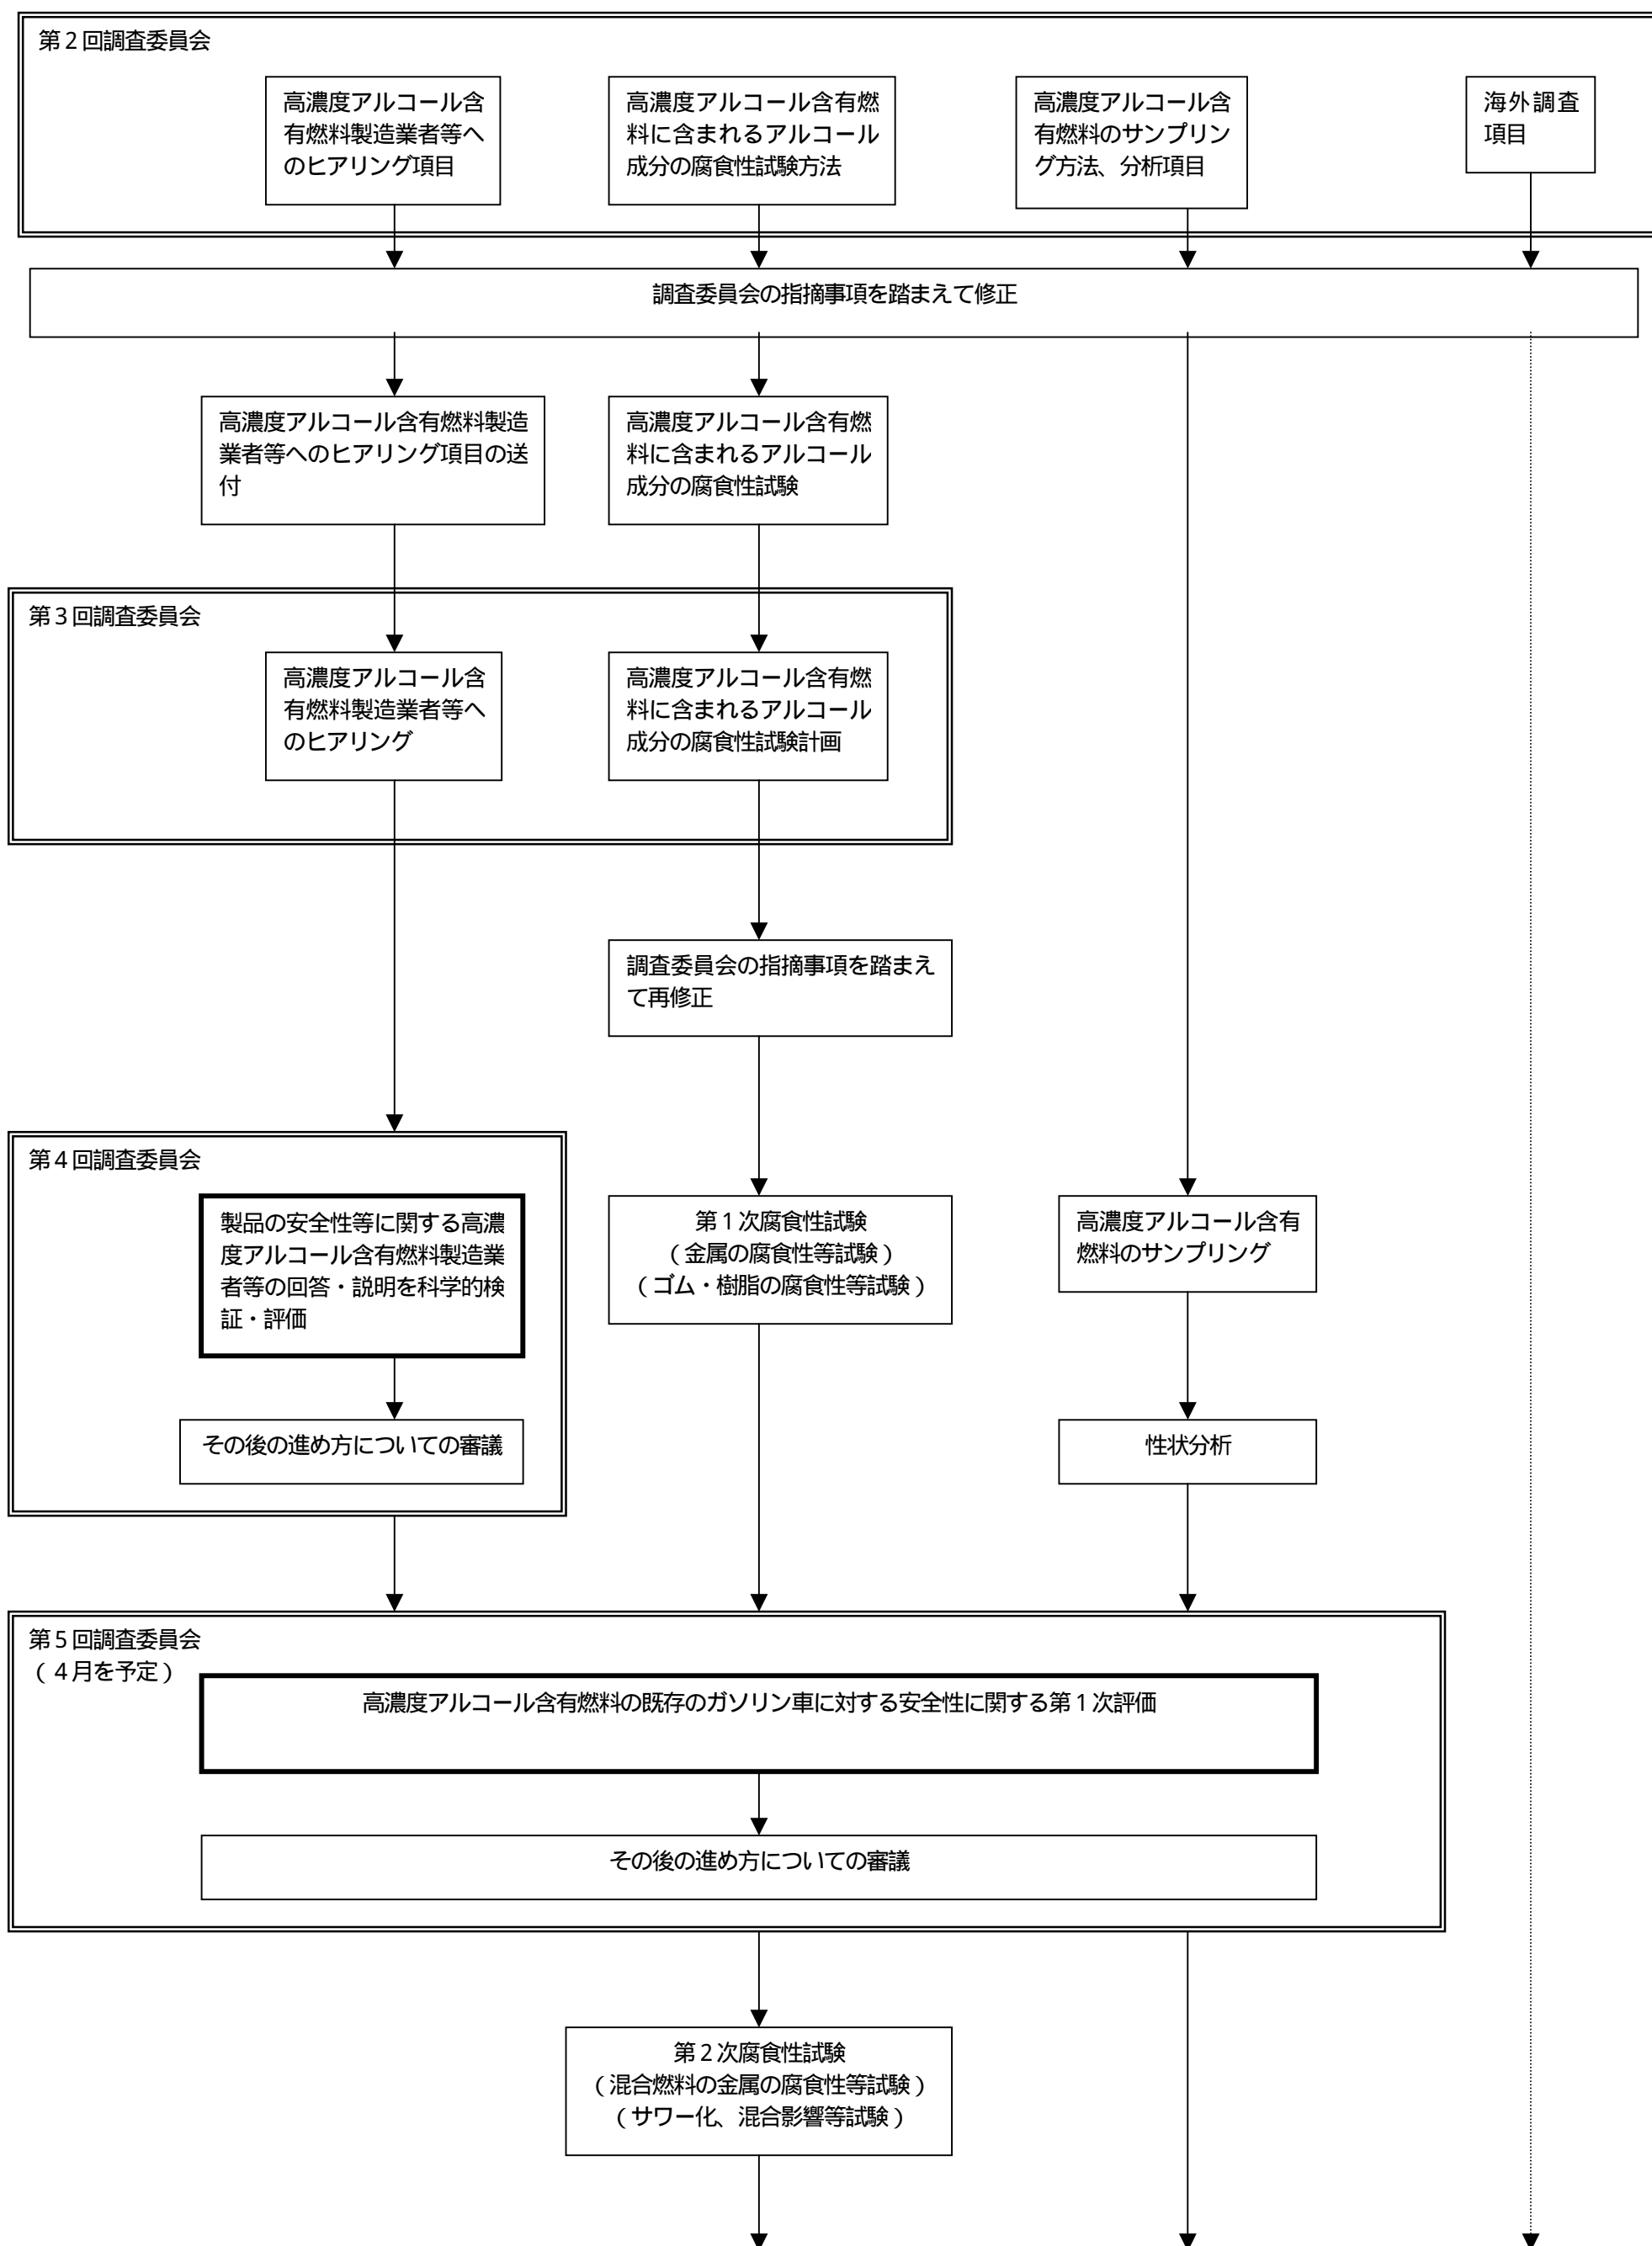 第２回調査委員会
高濃度アルコール含
有燃料製造業者等へ
のヒアリング項目
高濃度アルコール含有燃
料に含まれるアルコール
成分の腐食性試験方法
高濃度アルコール含
有燃料のサンプリン
グ方法、分析項目
海外調査
項目
調査委員会の指摘事項を踏まえて修正
高濃度アルコール含有燃料製造
業者等へのヒアリング項目の送
付
高濃度アルコール含有燃
料に含まれるアルコール
成分の腐食性試験
第３回調査委員会
高濃度アルコール含
有燃料製造業者等へ
のヒアリング
高濃度アルコール含有燃
料に含まれるアルコール
成分の腐食性試験計画
調査委員会の指摘事項を踏まえ
て再修正
第４回調査委員会
製品の安全性等に関する高濃
度アルコール含有燃料製造業
者等の回答・説明を科学的検
証・評価
その後の進め方についての審議
第１次腐食性試験
（金属の腐食性等試験）
（ゴム・樹脂の腐食性等試験）
高濃度アルコール含有
燃料のサンプリング
性状分析
第５回調査委員会
（４月を予定）
高濃度アルコール含有燃料の既存のガソリン車に対する安全性に関する第１次評価
その後の進め方についての審議
第２次腐食性試験
（混合燃料の金属の腐食性等試験）
（サワー化、混合影響等試験）